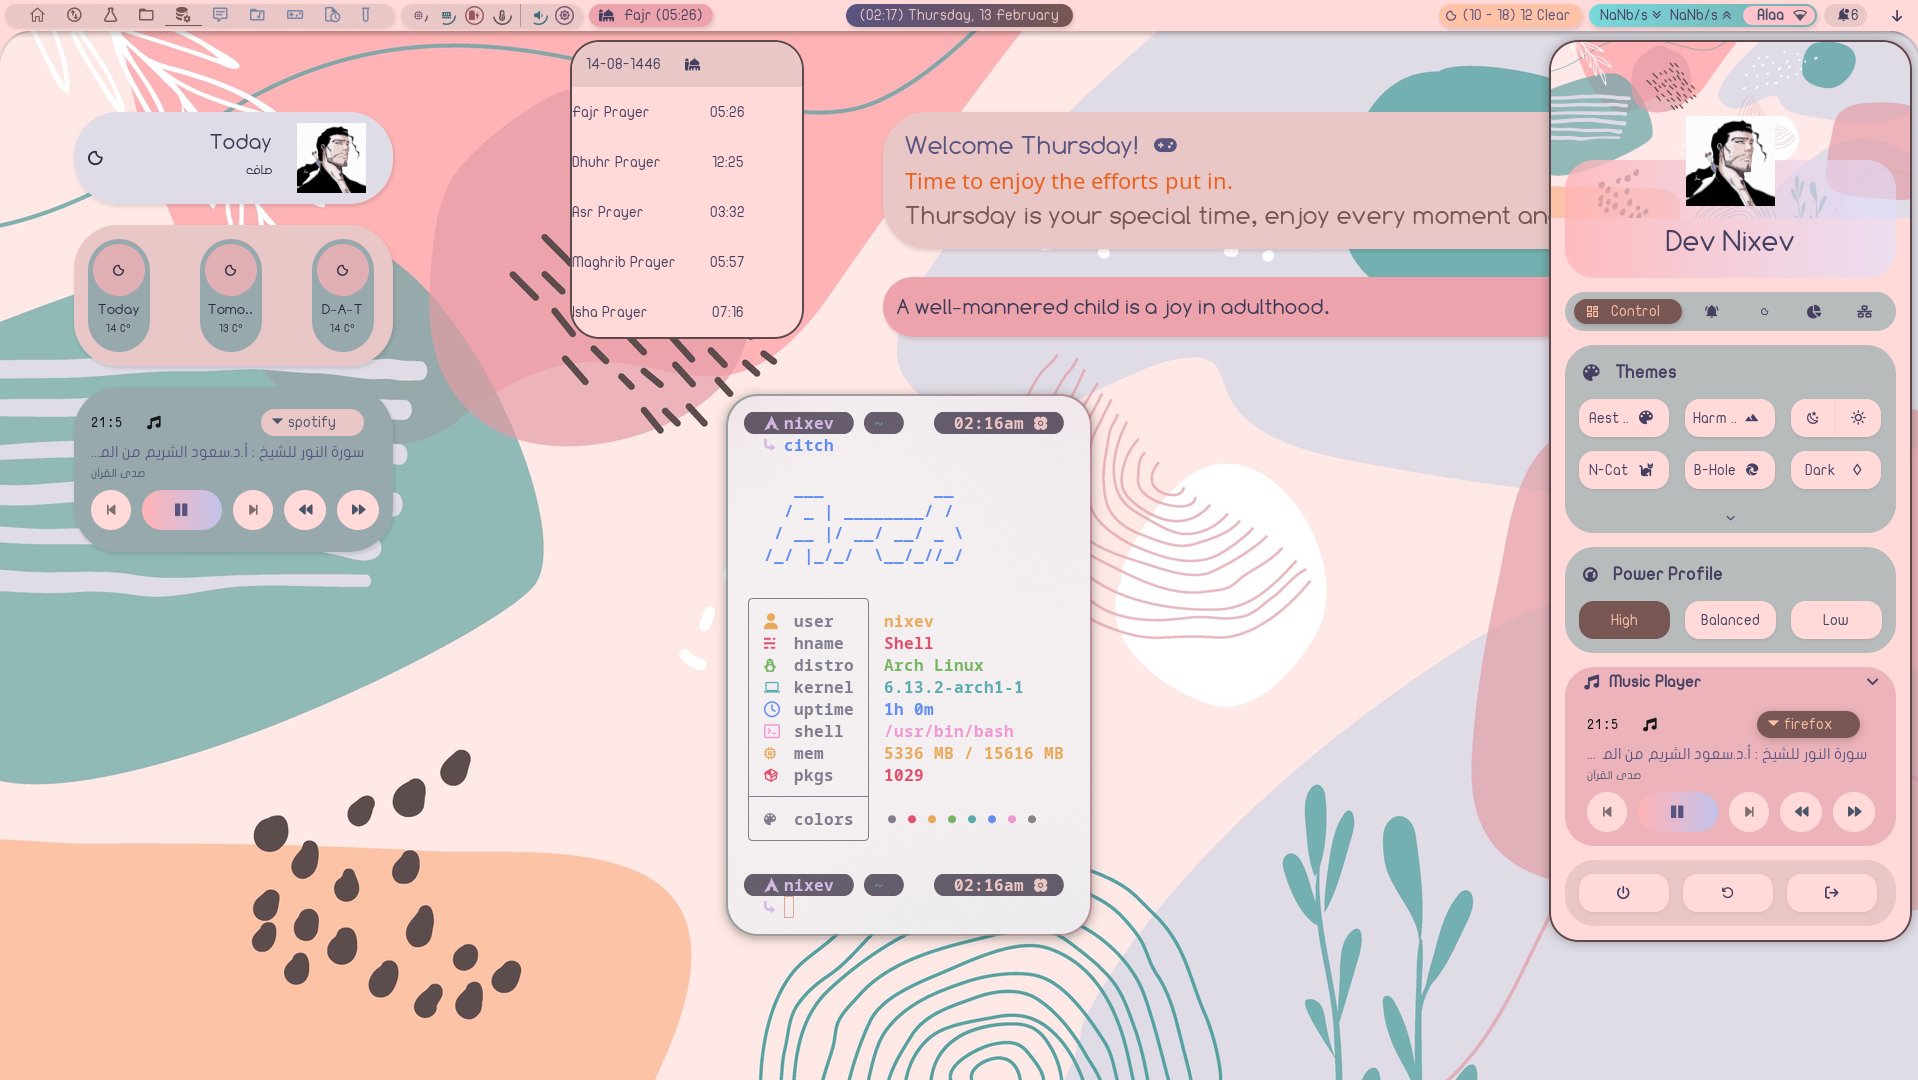 Fajr (05:26)
(02:17) Thursday, 13 February
(10 - 18) 12 Clear
NaNb/s NaNb/s
Alaa
6
14-08-1446
Fajr Prayer 05:26
Dhuhr Prayer 12:25
Asr Prayer 03:32
Maghrib Prayer 05:57
Isha Prayer 07:16
Today
صاف
Today
14 C°
Tomo..
13 C°
D-A-T
14 C°
21:5
spotify
سورة النور للشيخ : أ.د.سعود الشريم من الم...
صدى القرآن
Welcome Thursday!
Time to enjoy the efforts put in.
Thursday is your special time, enjoy every moment an
A well-mannered child is a joy in adulthood.
nixev ~ 02:16am
citch
user nixev
hname Shell
distro Arch Linux
kernel 6.13.2-arch1-1
uptime 1h 0m
shell /usr/bin/bash
mem 5336 MB / 15616 MB
pkgs 1029
colors
nixev ~ 02:16am
Dev Nixev
Control
Themes
Aest ..
Harm ..
N-Cat
B-Hole
Dark
Power Profile
High
Balanced
Low
Music Player
21:5
firefox
سورة النور للشيخ : أ.د.سعود الشريم من الم ...
صدى القرآن